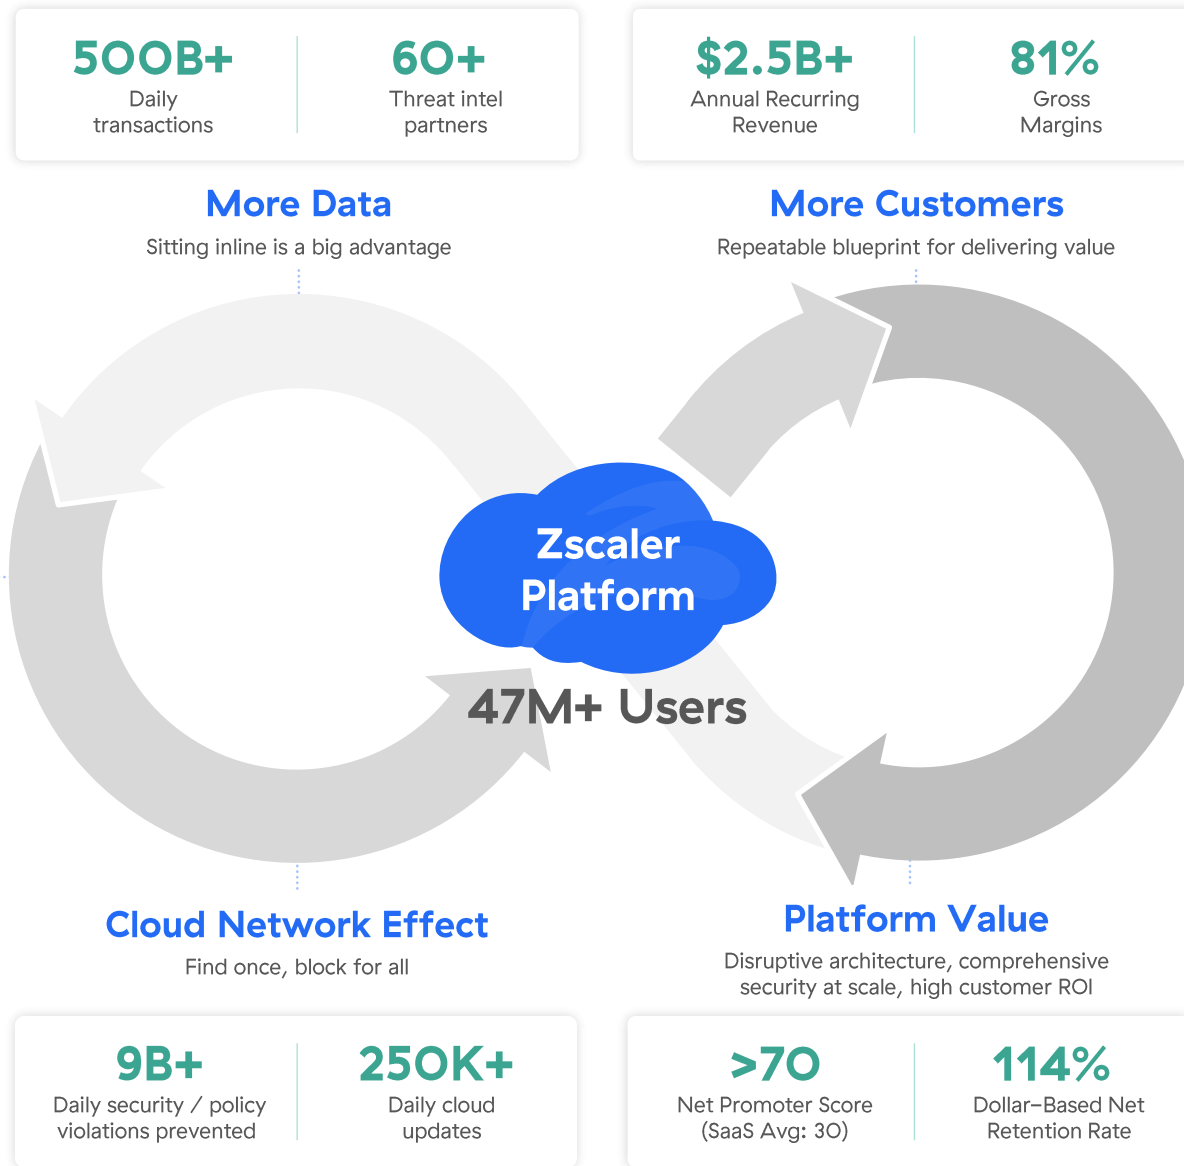 500B+
Daily
transactions
60+
Threat intel
partners
$2.5B+
Annual Recurring
Revenue
81%
Gross
Margins
More Data
Sitting inline is a big advantage
More Customers
Repeatable blueprint for delivering value
Zscaler
Platform
47M+ Users
Cloud Network Effect
Find once, block for all
Platform Value
Disruptive architecture, comprehensive
security at scale, high customer ROI
9B+
Daily security / policy
violations prevented
250K+
Daily cloud
updates
>70
Net Promoter Score
(SaaS Avg: 30)
114%
Dollar-Based Net
Retention Rate